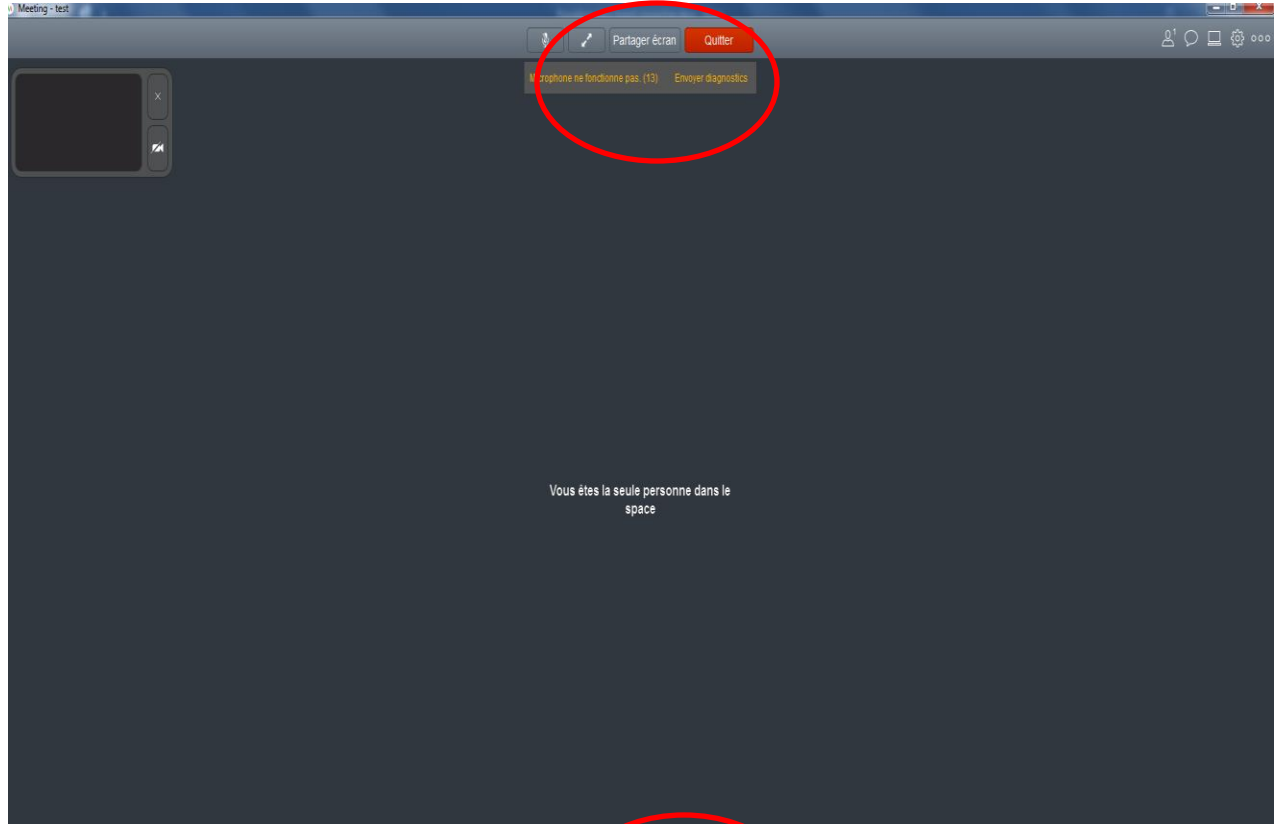 Meeting - test
Partager écran Quitter
1
Microphone ne fonctionne pas. (13) Envoyer diagnostics
X
Vous êtes la seule personne dans le
space